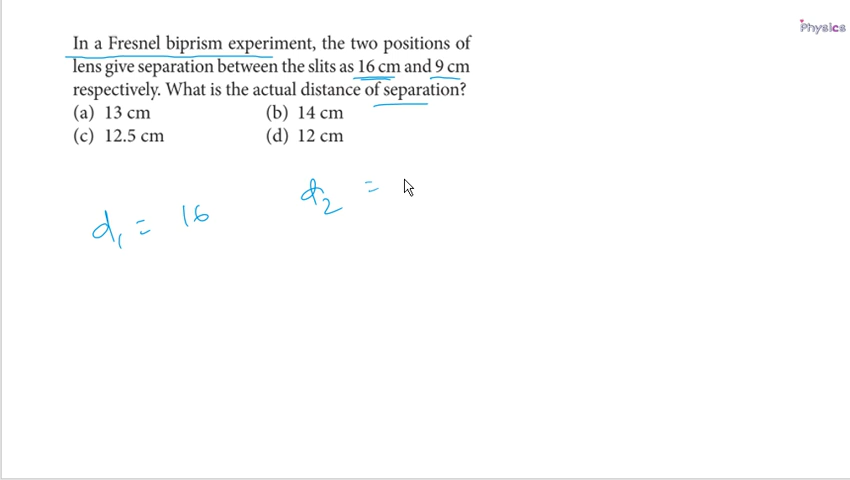 Physics
In a Fresnel biprism experiment, the two positions of
lens give separation between the slits as 16 cm and 9 cm
respectively. What is the actual distance of separation?
(a) 13 cm (b) 14 cm
(c) 12.5 cm (d) 12 cm
d₁ = 16 d₂ =